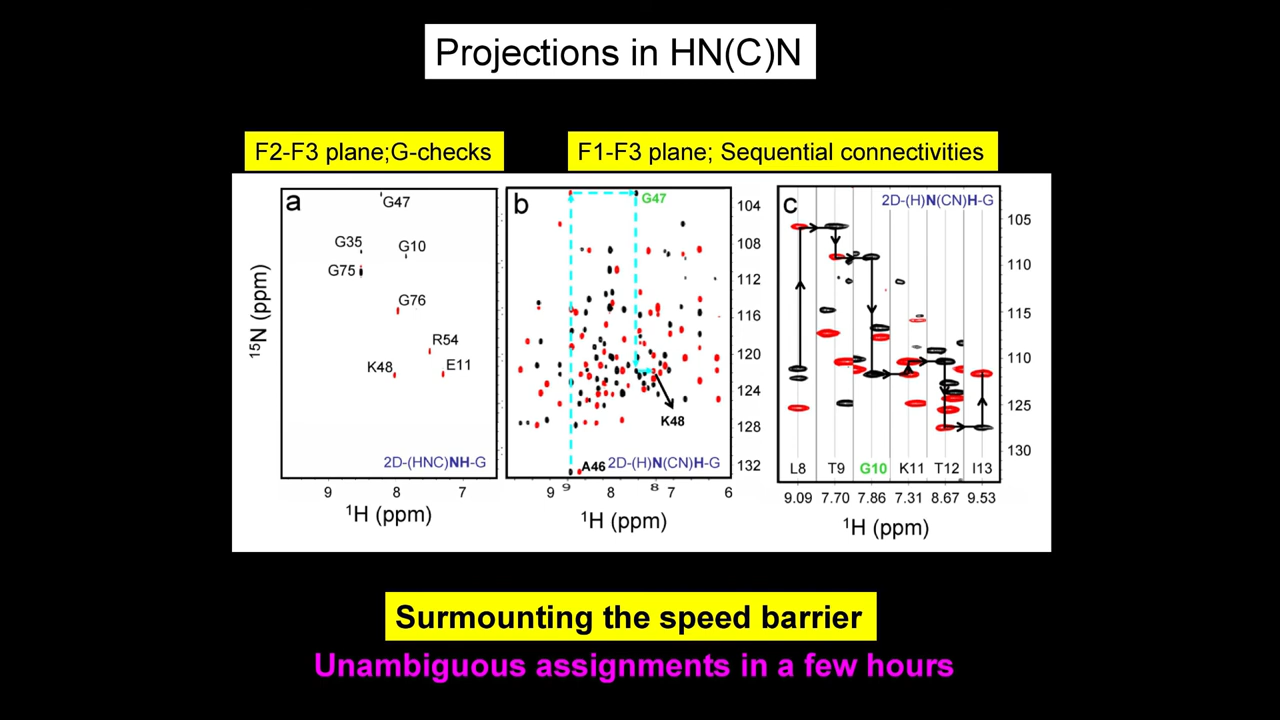 Projections in HN(C)N
F2-F3 plane;G-checks
F1-F3 plane; Sequential connectivities
a
G47
G35
G10
G75
G76
R54
K48
E11
2D-(HNC)NH-G
15N (ppm)
9 8 7
1H (ppm)
b
G47
K48
A46
2D-(H)N(CN)H-G
104
108
112
116
120
124
128
132
9 9 8 8 7 6
1H (ppm)
c
2D-(H)N(CN)H-G
105
110
115
110
125
130
L8 T9 G10 K11 T12 I13
9.09 7.70 7.86 7.31 8.67 9.53
1H (ppm)
Surmounting the speed barrier
Unambiguous assignments in a few hours